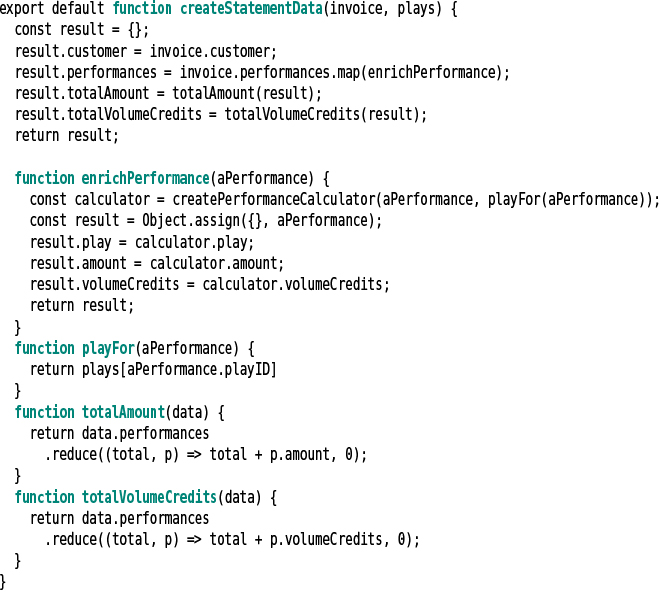 export default function createStatementData(invoice, plays) {
  const result = {};
  result.customer = invoice.customer;
  result.performances = invoice.performances.map(enrichPerformance);
  result.totalAmount = totalAmount(result);
  result.totalVolumeCredits = totalVolumeCredits(result);
  return result;

  function enrichPerformance(aPerformance) {
    const calculator = createPerformanceCalculator(aPerformance, playFor(aPerformance));
    const result = Object.assign({}, aPerformance);
    result.play = calculator.play;
    result.amount = calculator.amount;
    result.volumeCredits = calculator.volumeCredits;
    return result;
  }
  function playFor(aPerformance) {
    return plays[aPerformance.playID]
  }
  function totalAmount(data) {
    return data.performances
      .reduce((total, p) => total + p.amount, 0);
  }
  function totalVolumeCredits(data) {
    return data.performances
      .reduce((total, p) => total + p.volumeCredits, 0);
  }
}